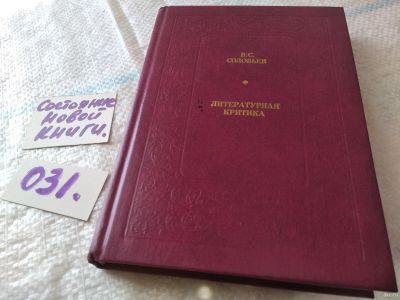 В.С.
СОЛОВЬЕВ
ЛИТЕРАТУРНАЯ
КРИТИКА
Состояние
новой
книги.
031.